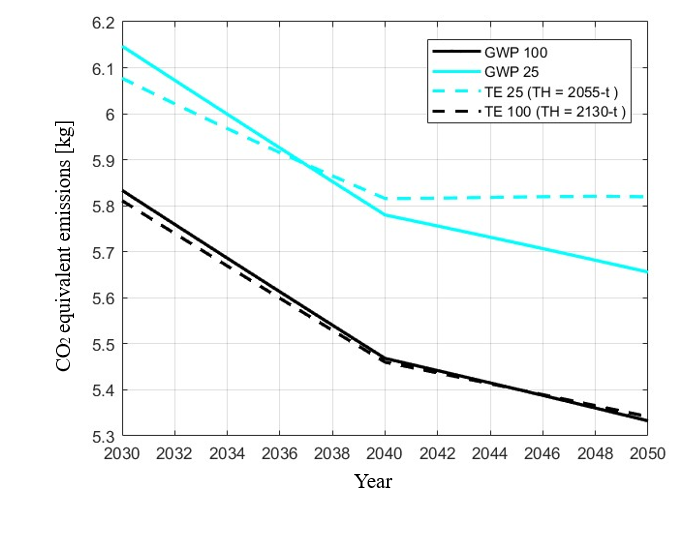 6.2
6.1
6
5.9
5.8
5.7
5.6
5.5
5.4
5.3
CO2 equivalent emissions [kg]
GWP 100
GWP 25
TE 25 (TH = 2055-t )
TE 100 (TH = 2130-t )
2030 2032 2034 2036 2038 2040 2042 2044 2046 2048 2050
Year